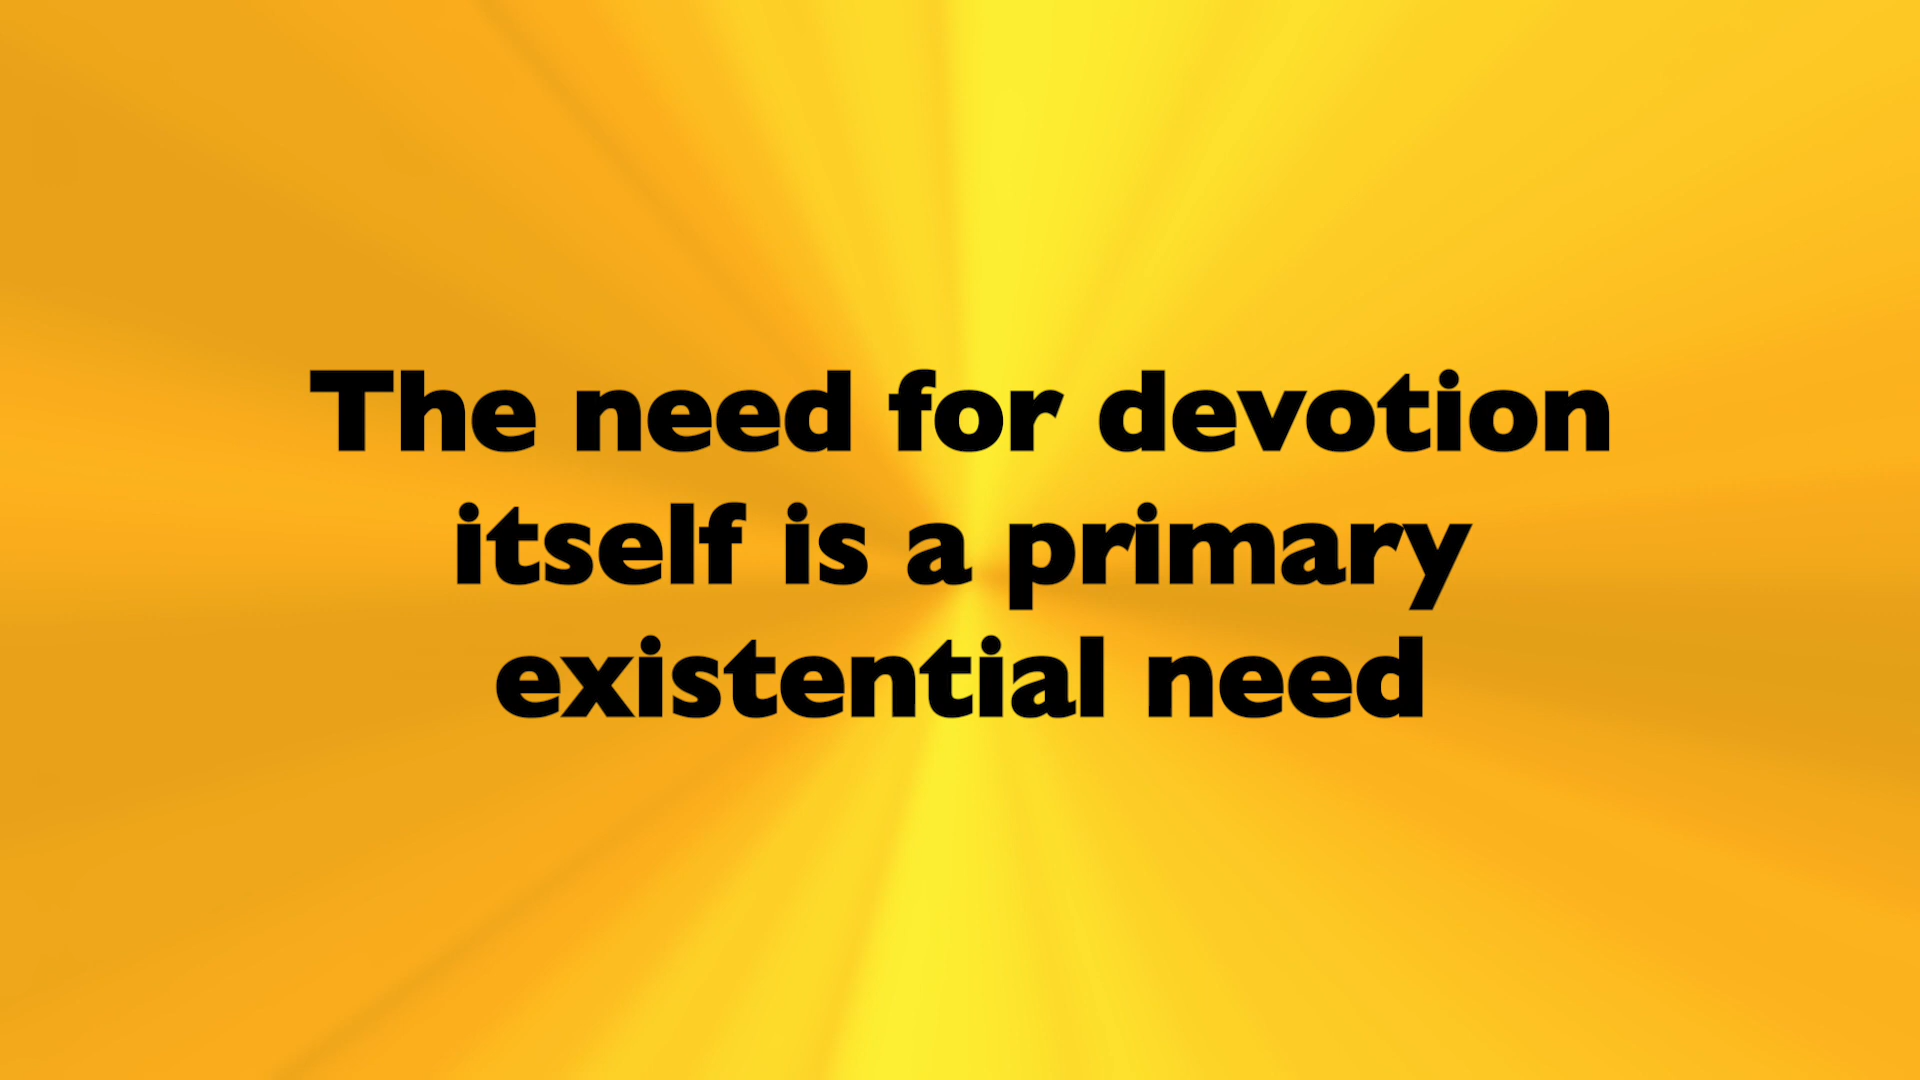 The need for devotion
itself is a primary
existential need